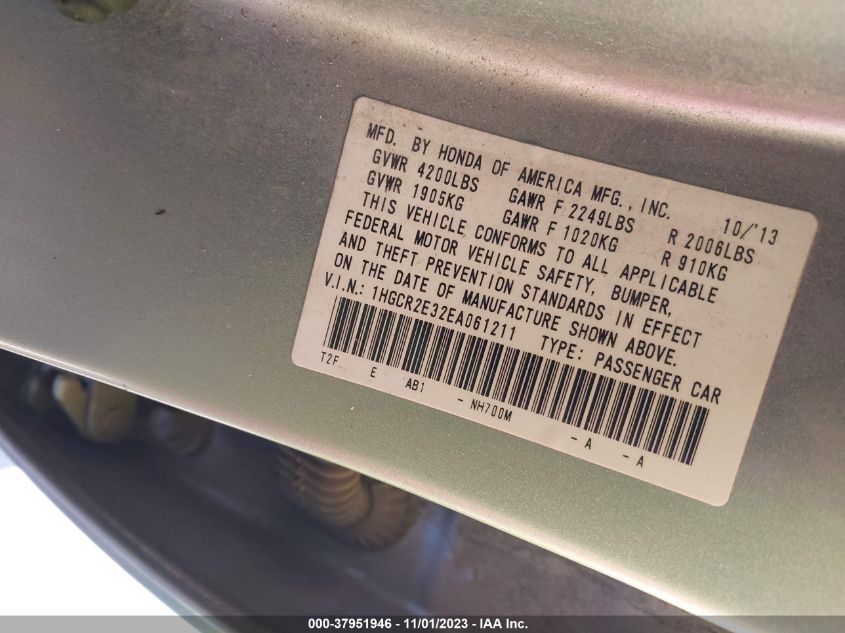 MFD. BY HONDA OF AMERICA MFG., INC. 10/'13
GVWR 4200LBS GAWR F 2249LBS R 2006LBS
GVWR 1905KG GAWR F 1020KG R 910KG
THIS VEHICLE CONFORMS TO ALL APPLICABLE
FEDERAL MOTOR VEHICLE SAFETY, BUMPER,
AND THEFT PREVENTION STANDARDS IN EFFECT
ON THE DATE OF MANUFACTURE SHOWN ABOVE.
V.I.N.: 1HGCR2E32EA061211 TYPE: PASSENGER CAR
T2F E AB1 - NH700M - A - A
000-37951946 - 11/01/2023 - IAA Inc.